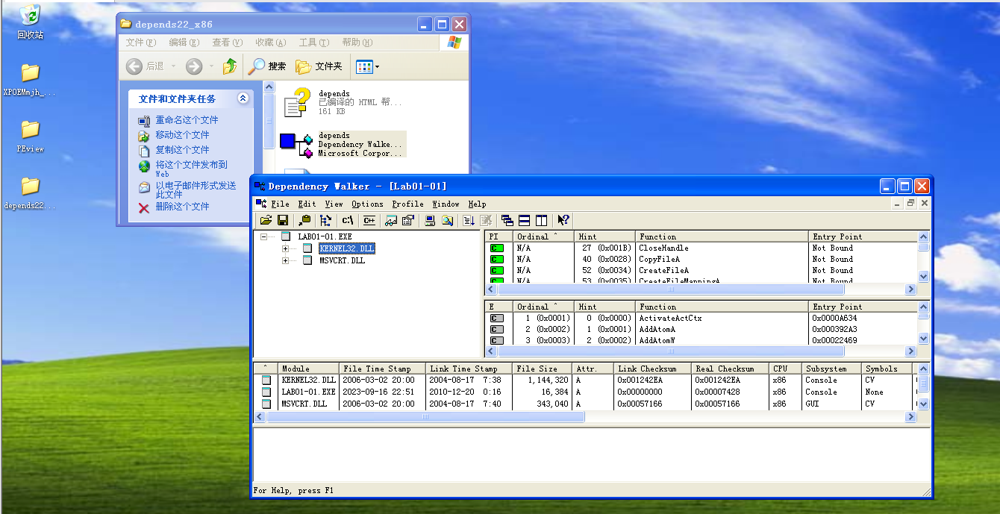 回收站
XPOEMmjh_...
PEview
depends22...
depends22_x86
文件(F) 编辑(E) 查看(V) 收藏(A) 工具(T) 帮助(H)
后退 搜索 文件夹
文件和文件夹任务
重命名这个文件
移动这个文件
复制这个文件
将这个文件发布到
Web
以电子邮件形式发送
此文件
删除这个文件
depends
已编译的 HTML 帮...
161 KB
depends
Dependency Walke...
Microsoft Corpor...
Dependency Walker - [Lab01-01]
File Edit View Options Profile Window Help
C:\ C++
LAB01-01.EXE
KERNEL32.DLL
MSVCRT.DLL
PI Ordinal ^ Hint Function Entry Point
C N/A 27 (0x001B) CloseHandle Not Bound
C N/A 40 (0x0028) CopyFileA Not Bound
C N/A 52 (0x0034) CreateFileA Not Bound
C N/A 53 (0x0035) CreateFileMappingA Not Bound
E Ordinal ^ Hint Function Entry Point
C 1 (0x0001) 0 (0x0000) ActivateActCtx 0x0000A634
C 2 (0x0002) 1 (0x0001) AddAtomA 0x000392A3
C 3 (0x0003) 2 (0x0002) AddAtomW 0x00022469
^ Module File Time Stamp Link Time Stamp File Size Attr. Link Checksum Real Checksum CPU Subsystem Symbols
KERNEL32.DLL 2006-03-02 20:00 2004-08-17 7:38 1,144,320 A 0x001242EA 0x001242EA x86 Console CV
LAB01-01.EXE 2023-09-16 22:51 2010-12-20 0:16 16,384 A 0x00000000 0x00007428 x86 Console None
MSVCRT.DLL 2006-03-02 20:00 2004-08-17 7:40 343,040 A 0x00057166 0x00057166 x86 GUI CV
For Help, press F1